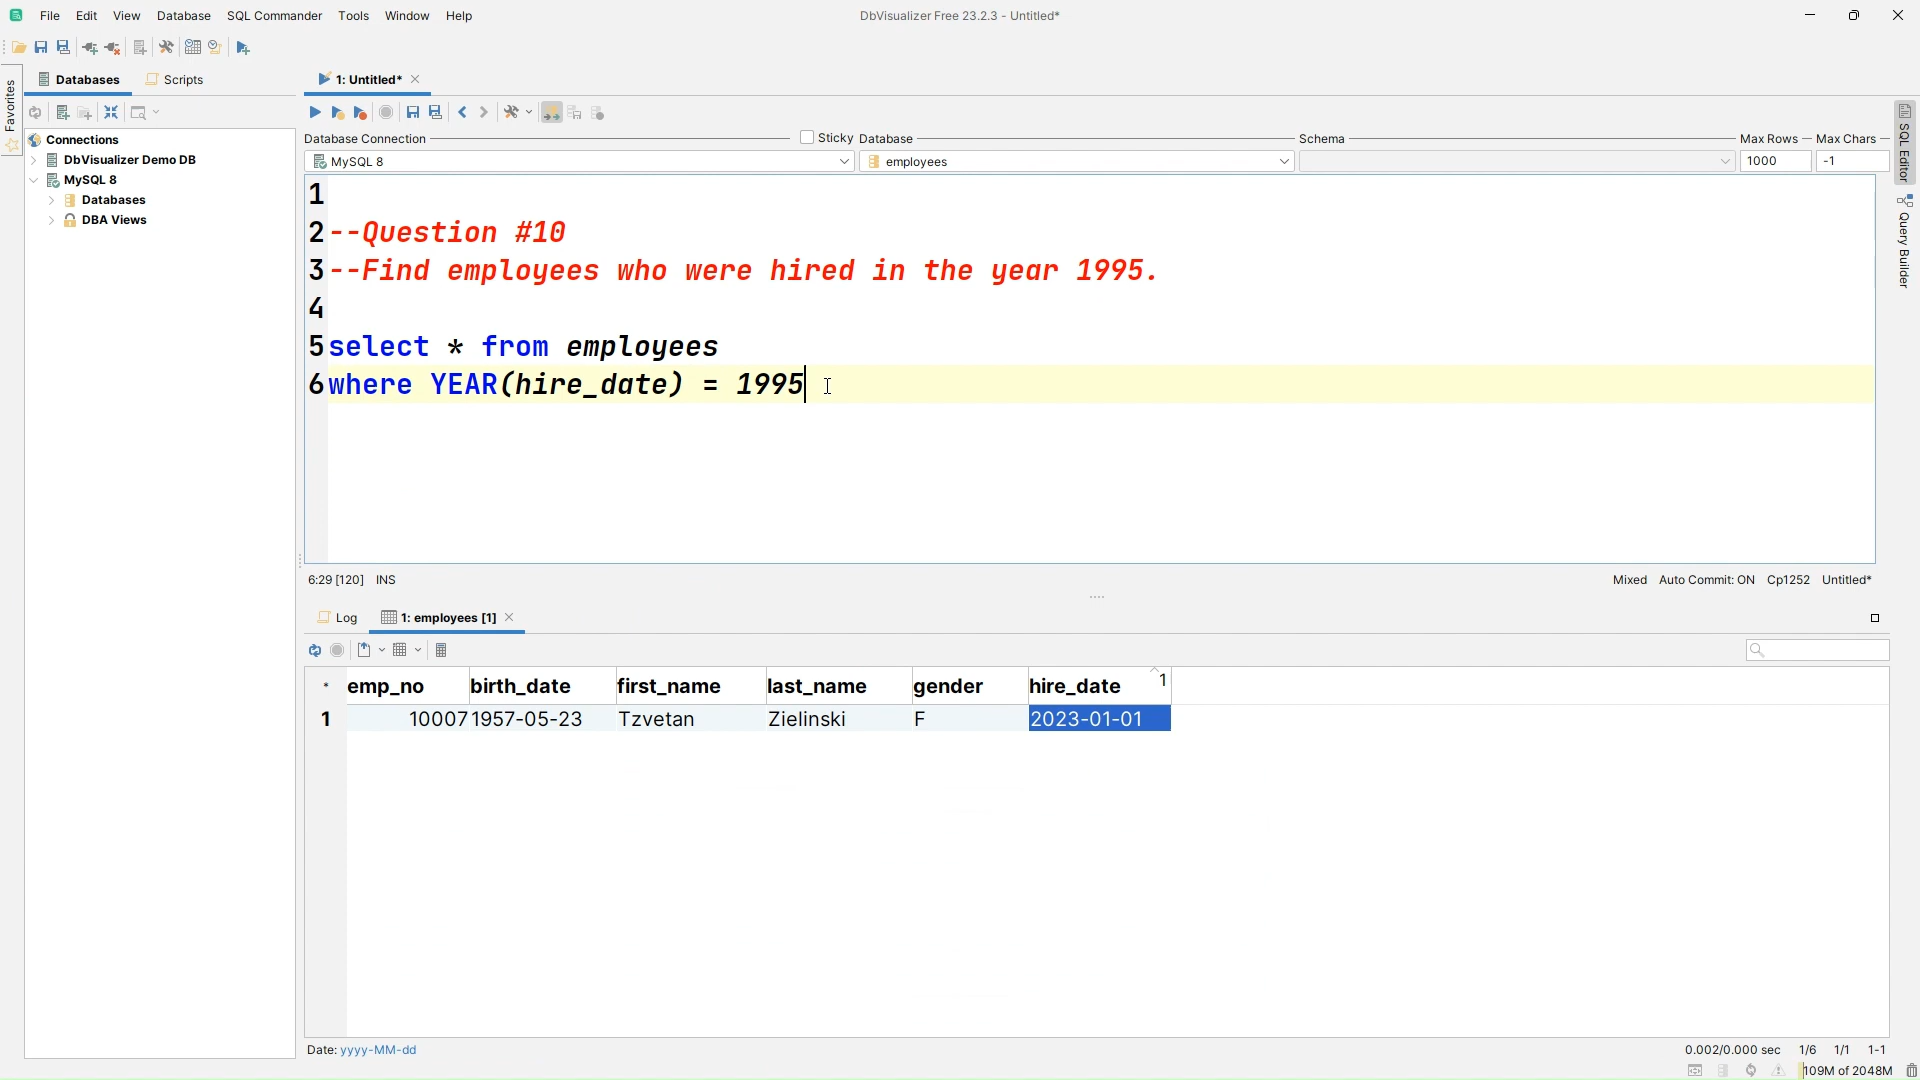 File Edit View Database SQL Commander Tools Window Help
DbVisualizer Free 23.2.3 - Untitled*
Favorites
Databases
Scripts
Connections
DbVisualizer Demo DB
MySQL 8
Databases
DBA Views
1: Untitled*
Database Connection
Sticky
Database
Schema
Max Rows
Max Chars
MySQL 8
employees
1000
-1
1
2 --Question #10
3 --Find employees who were hired in the year 1995.
4
5 select * from employees
6 where YEAR(hire_date) = 1995
SQL Editor
Query Builder
6:29 [120] INS
Mixed Auto Commit: ON Cp1252 Untitled*
Log
1: employees [1]
* emp_no birth_date first_name last_name gender hire_date 1
1 10007 1957-05-23 Tzvetan Zielinski F 2023-01-01
Date: yyyy-MM-dd
0.002/0.000 sec 1/6 1/1 1-1
109M of 2048M